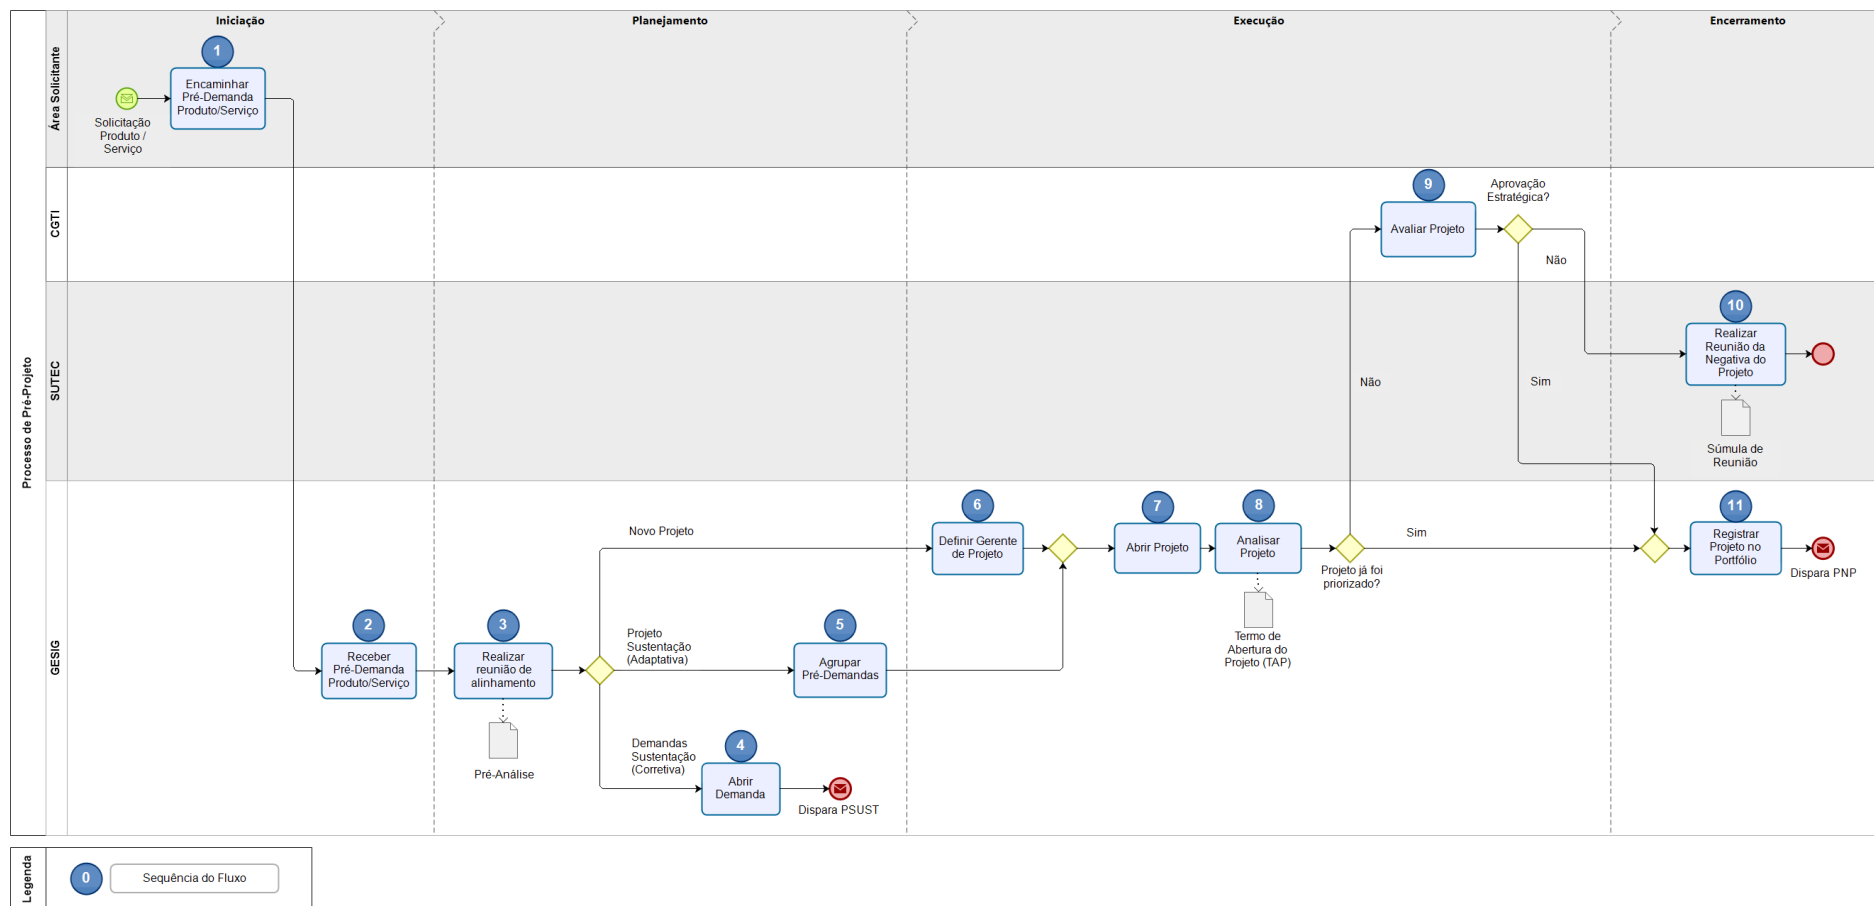 Iniciação
Planejamento
Execução
Encerramento
Processo de Pré-Projeto
Área Solicitante
1
Encaminhar
Pré-Demanda
Produto/Serviço
Solicitação
Produto /
Serviço
CGTI
9
Avaliar Projeto
Aprovação
Estratégica?
Não
Sim
SUTEC
Não
10
Realizar
Reunião da
Negativa do
Projeto
Súmula de
Reunião
GESIG
2
Receber
Pré-Demanda
Produto/Serviço
3
Realizar
reunião de
alinhamento
Pré-Análise
Novo Projeto
Projeto
Sustentação
(Adaptativa)
Demandas
Sustentação
(Corretiva)
4
Abrir
Demanda
Dispara PSUST
5
Agrupar
Pré-Demandas
6
Definir Gerente
de Projeto
7
Abrir Projeto
8
Analisar
Projeto
Termo de
Abertura do
Projeto (TAP)
Projeto já foi
priorizado?
Sim
11
Registrar
Projeto no
Portfólio
Dispara PNP
Legenda
0
Sequência do Fluxo